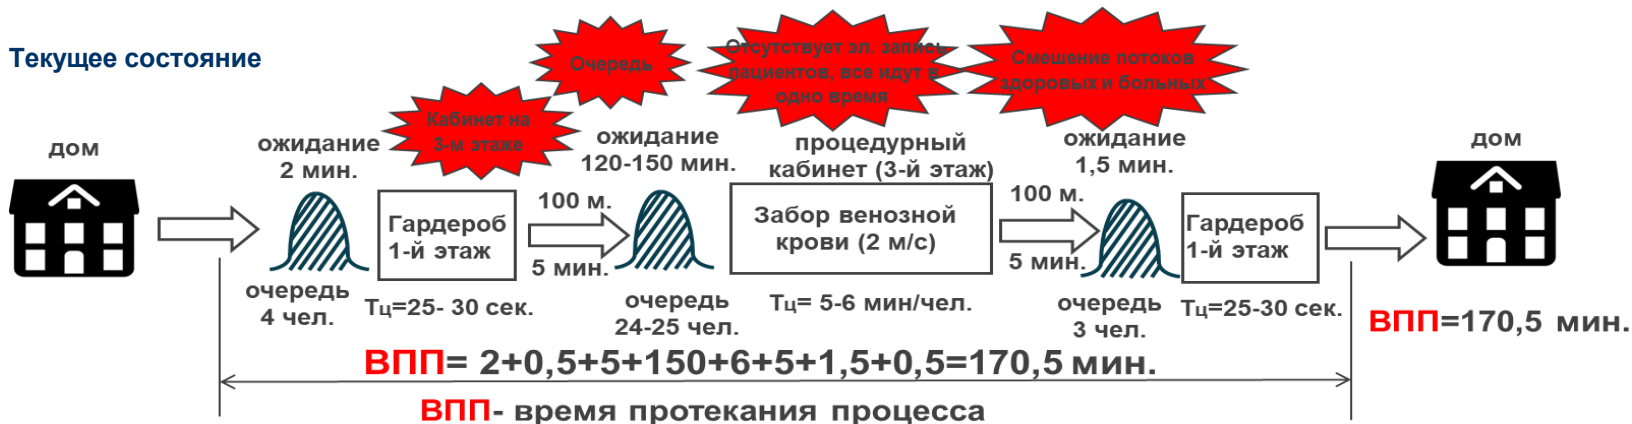 Текущее состояние
Кабинет на
3-м этаже
Очередь
Отсутствует эл. запись
пациентов, все идут в
одно время
Смешение потоков
здоровых и больных
дом
ожидание
2 мин.
Гардероб
1-й этаж
очередь
4 чел.
Тц=25- 30 сек.
100 м.
5 мин.
ожидание
120-150 мин.
очередь
24-25 чел.
процедурный
кабинет (3-й этаж)
Забор венозной
крови (2 м/с)
Тц= 5-6 мин/чел.
100 м.
5 мин.
ожидание
1,5 мин.
очередь
3 чел.
Гардероб
1-й этаж
Тц=25-30 сек.
дом
ВПП=170,5 мин.
ВПП= 2+0,5+5+150+6+5+1,5+0,5=170,5 мин.
ВПП- время протекания процесса